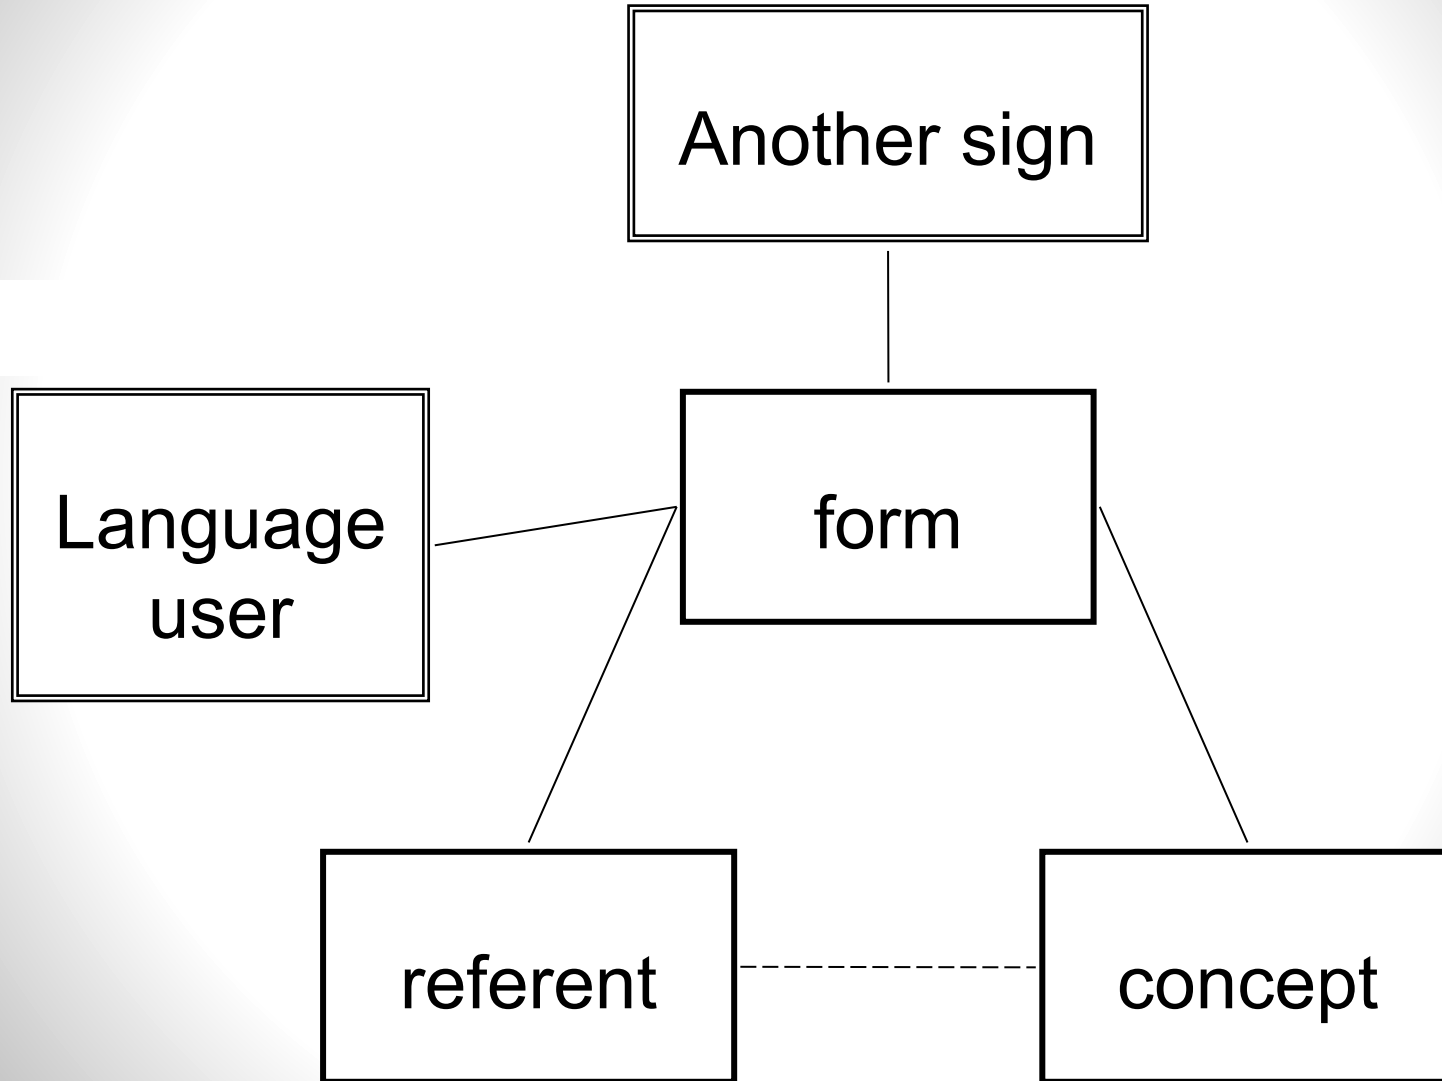 Another sign
Language
user
form
referent
concept